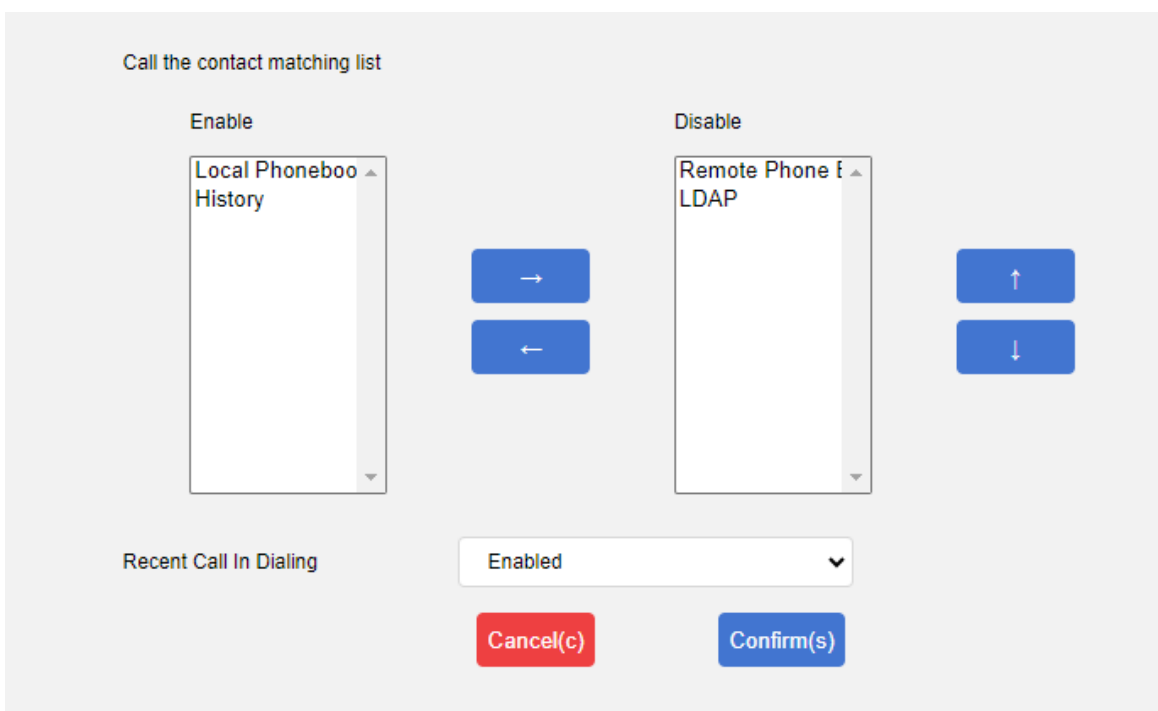 Call the contact matching list
Enable
Disable
Local Phoneboo
History
Remote Phone
LDAP
→
←
↑
↓
Recent Call In Dialing
Enabled
Cancel(c)
Confirm(s)